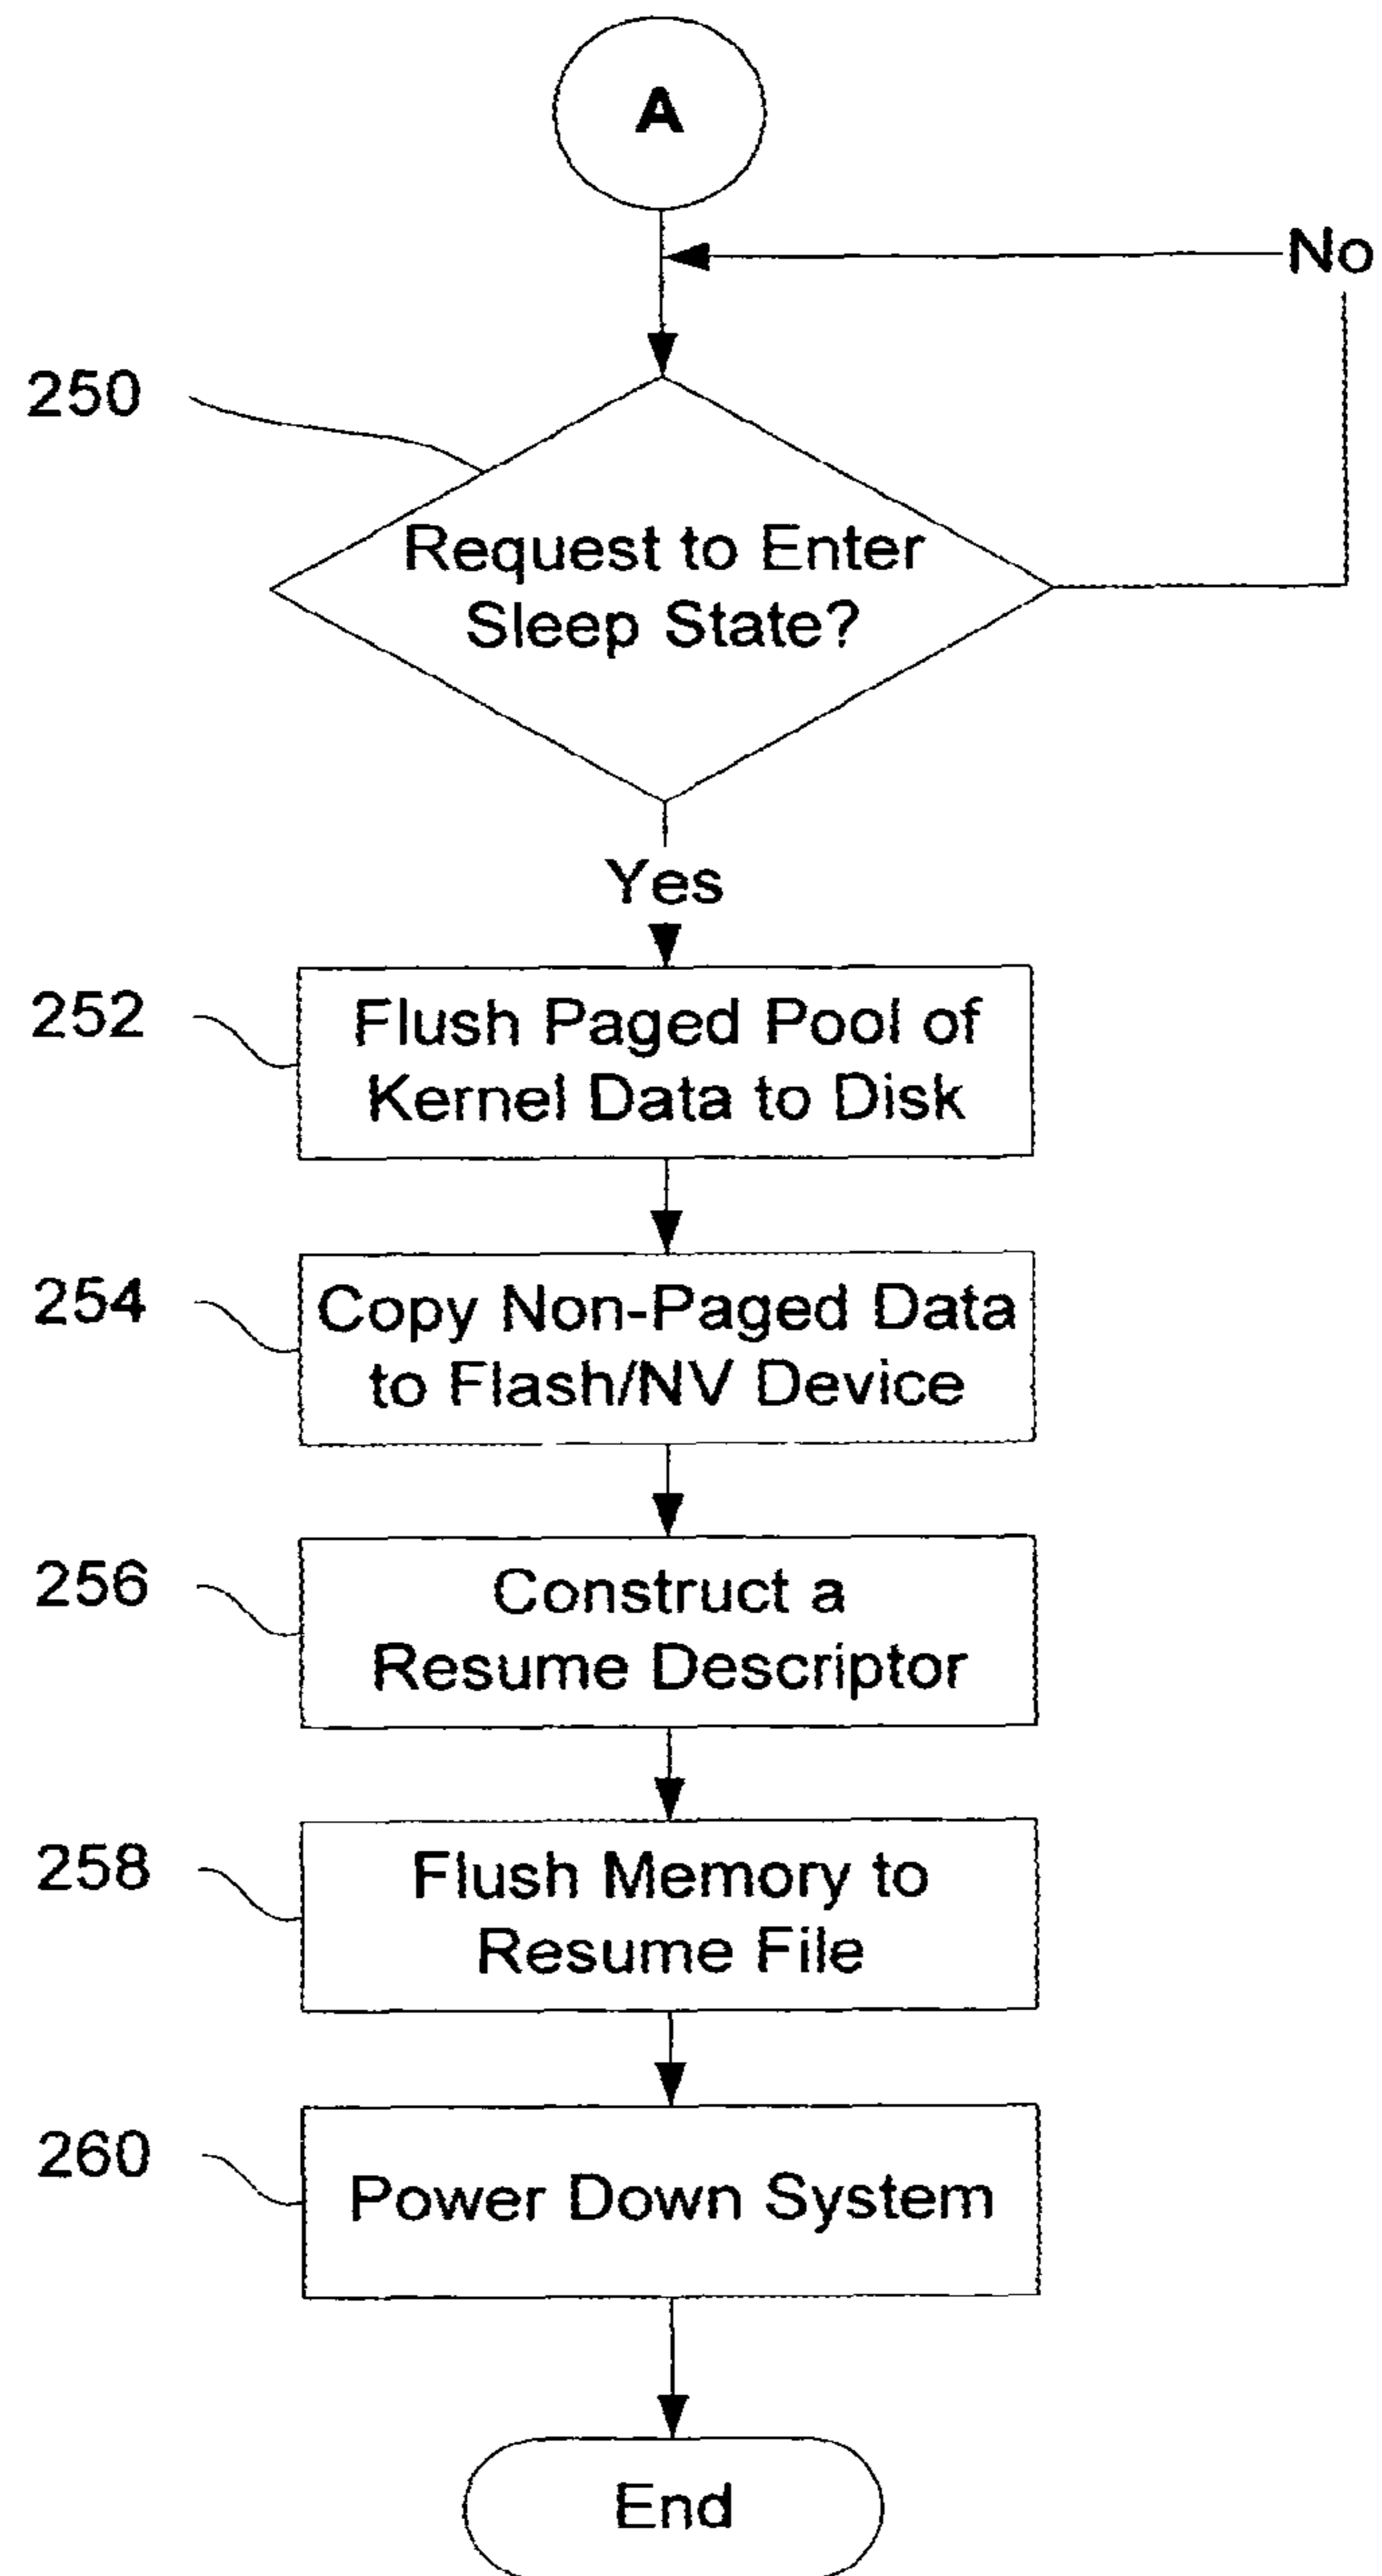 A
No
250
Request to Enter
Sleep State?
Yes
252
Flush Paged Pool of
Kernel Data to Disk
254
Copy Non-Paged Data
to Flash/NV Device
256
Construct a
Resume Descriptor
258
Flush Memory to
Resume File
260
Power Down System
End